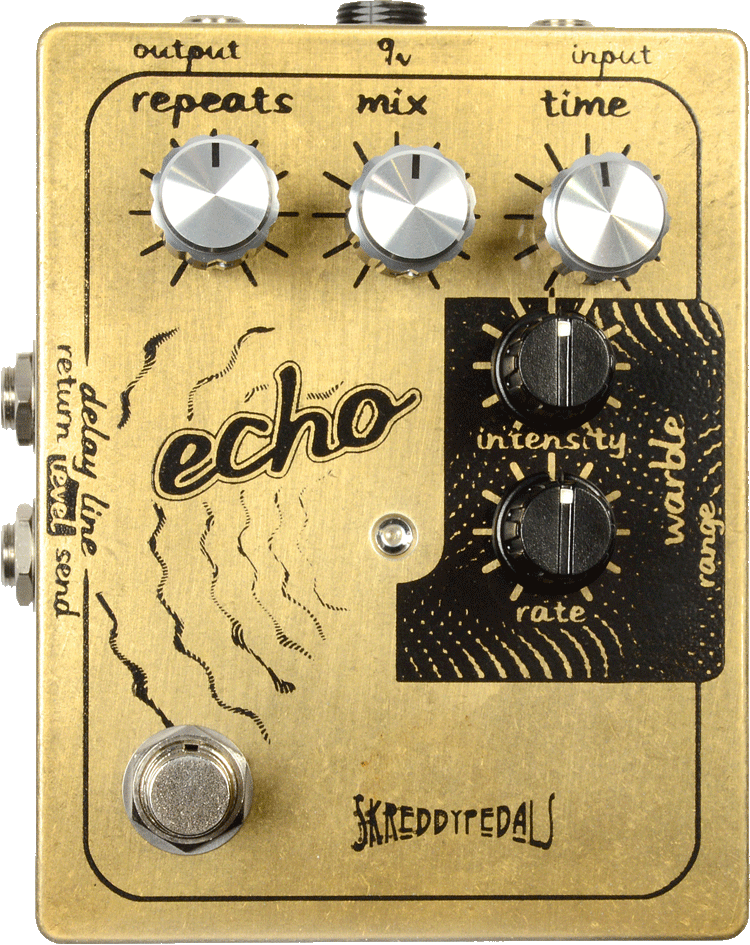 output 9v input
repeats mix time
delay line
return level send
echo
intensity
warble
range
rate
SKREDDYPEDALS